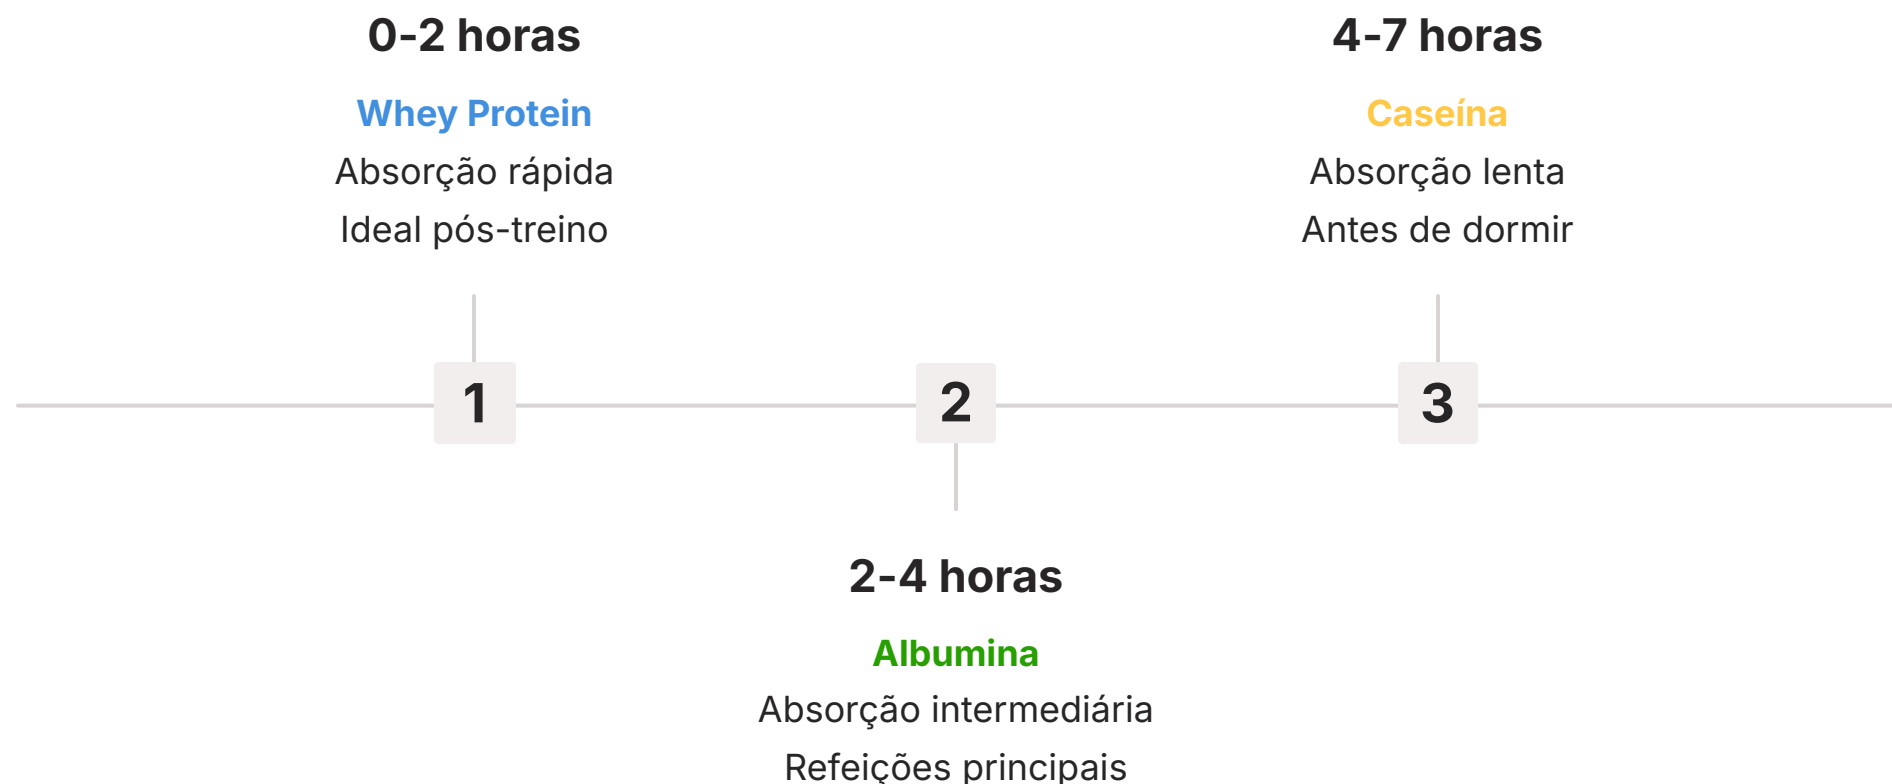 0-2 horas
Whey Protein
Absorção rápida
Ideal pós-treino
1
2-4 horas
Albumina
Absorção intermediária
Refeições principais
2
4-7 horas
Caseína
Absorção lenta
Antes de dormir
3